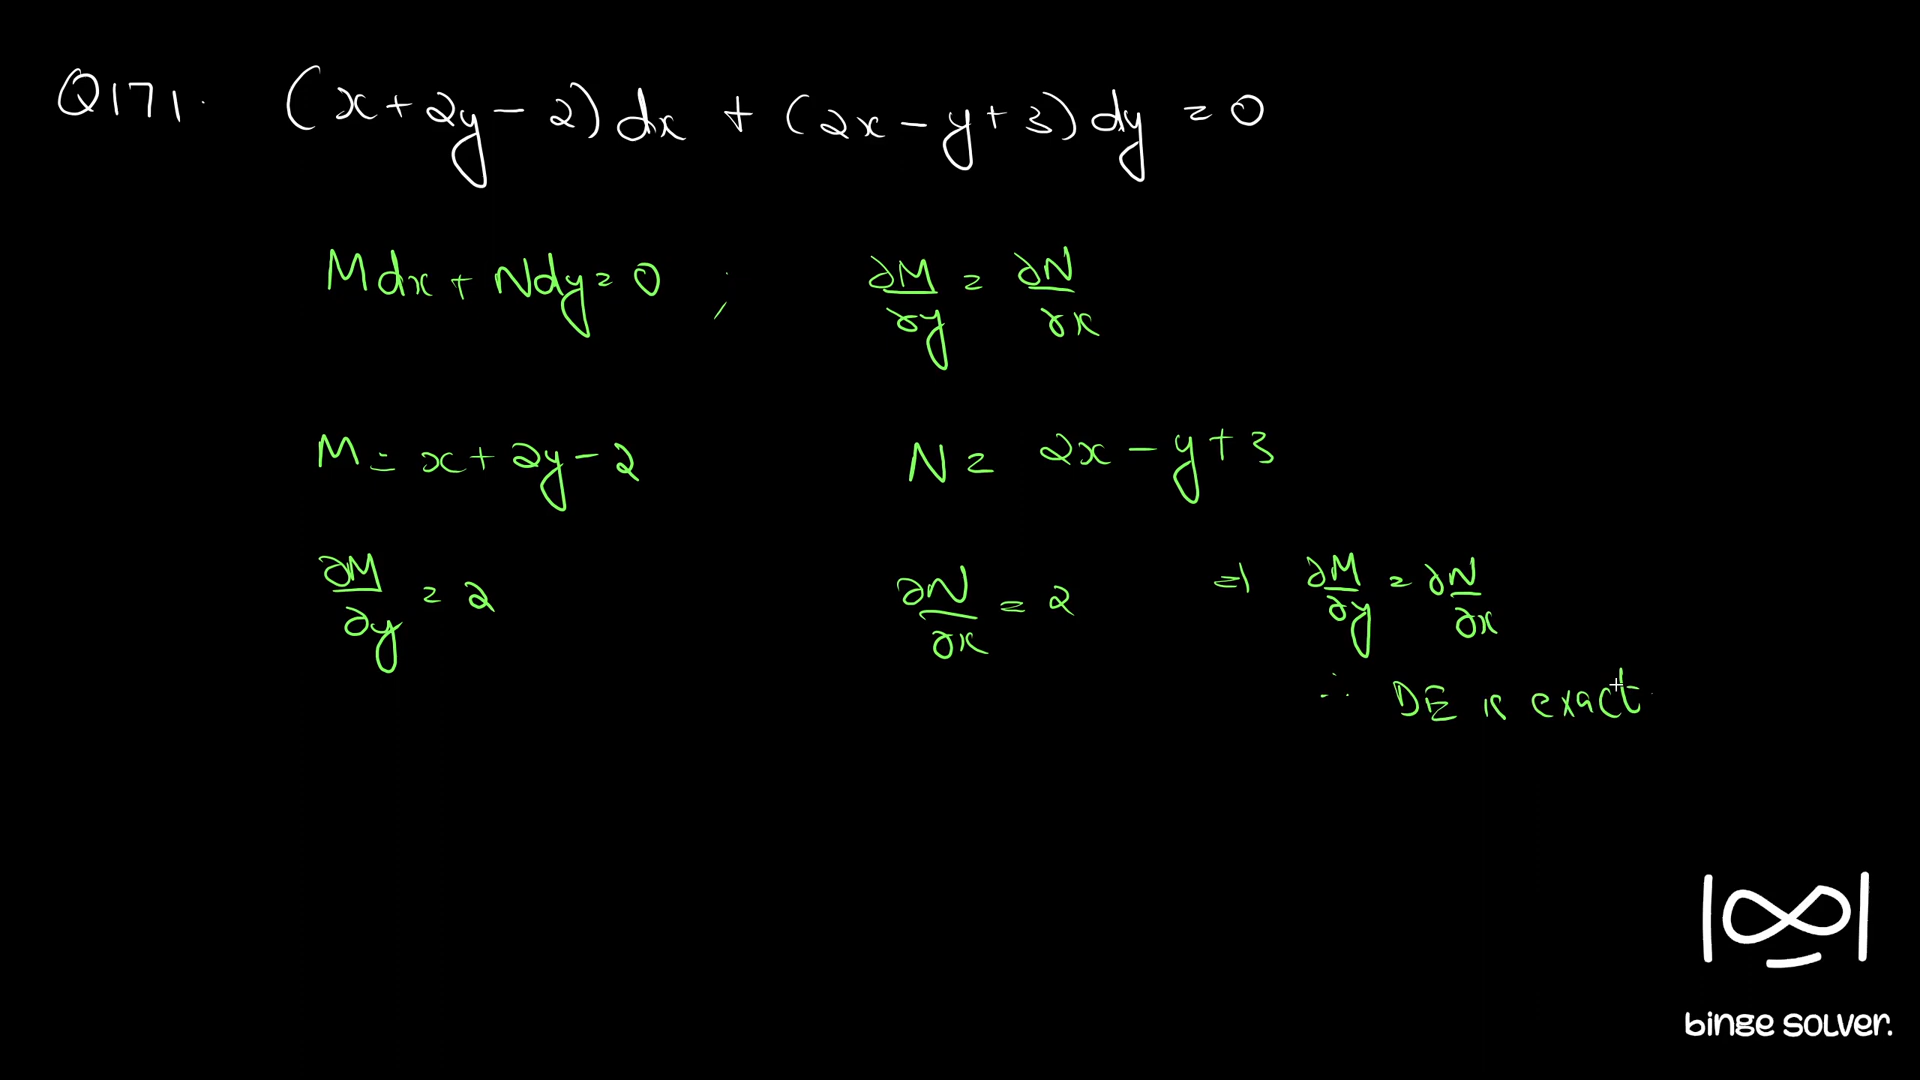 Q171. (x+2y-2)dx + (2x-y+3)dy = 0
Mdx + Ndy = 0 ; ∂M/∂y = ∂N/∂x
M = x+2y-2 N = 2x-y+3
∂M/∂y = 2 ∂N/∂x = 2 ⇒ ∂M/∂y = ∂N/∂x
∴ DE is exact.
binge solver.